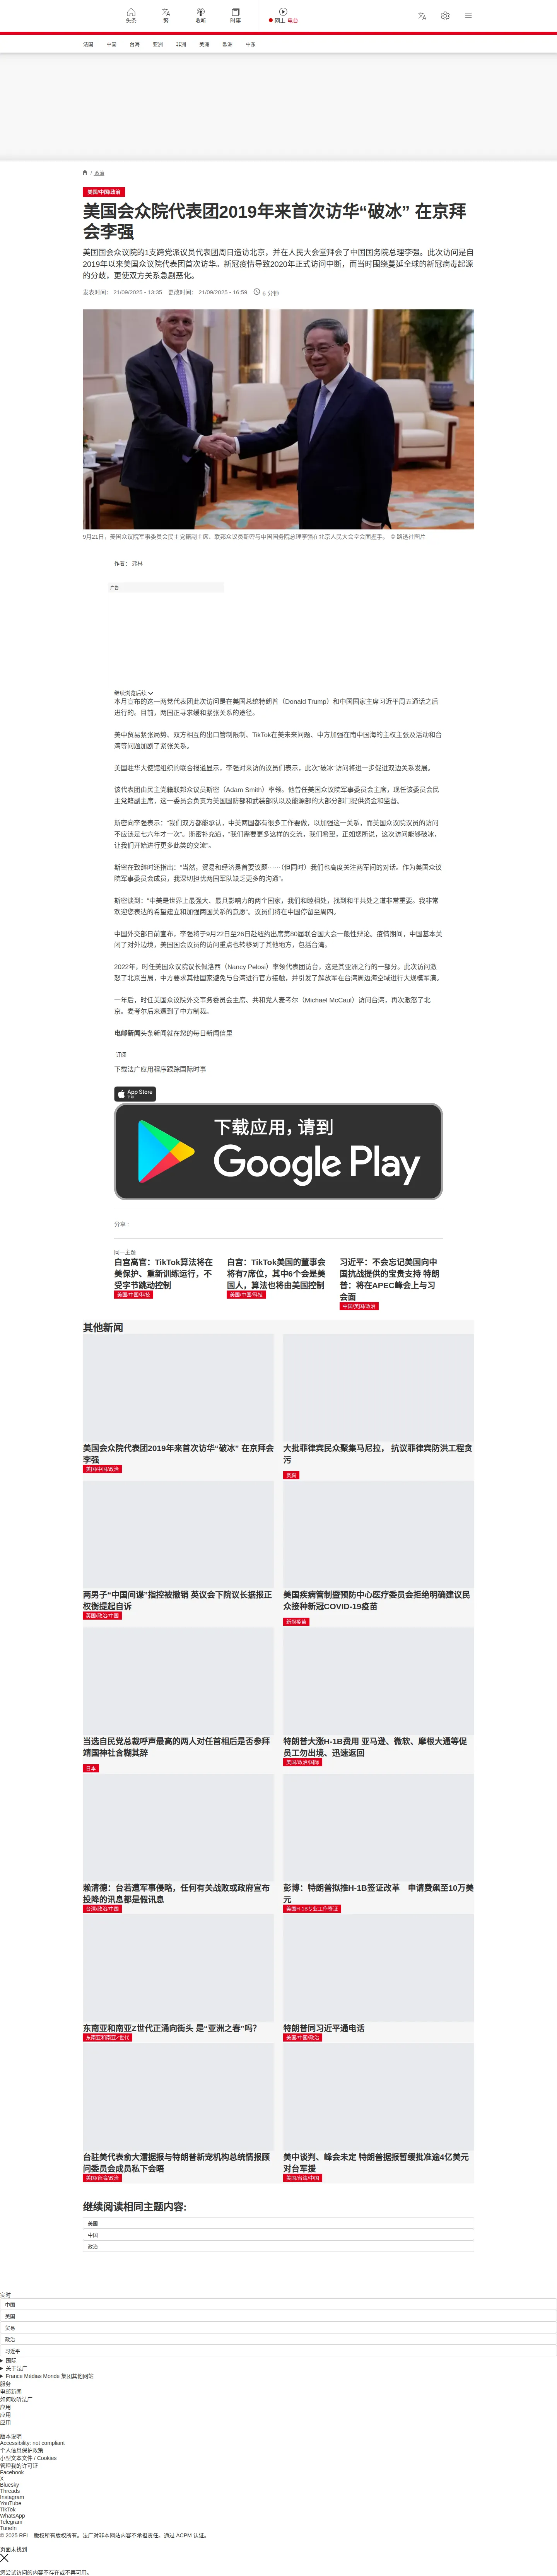 头条
繁
收听
时事
网上 电台
法国
中国
台海
亚洲
非洲
美洲
欧洲
中东
/ 政治
美国/中国/政治
美国会众院代表团2019年来首次访华“破冰” 在京拜
会李强
美国国会众议院的1支跨党派议员代表团周日造访北京，并在人民大会堂拜会了中国国务院总理李强。此次访问是自
2019年以来美国众议院代表团首次访华。新冠疫情导致2020年正式访问中断，而当时围绕蔓延全球的新冠病毒起源
的分歧，更使双方关系急剧恶化。
发表时间： 21/09/2025 - 13:35 更改时间： 21/09/2025 - 16:59 6 分钟
9月21日，美国众议院军事委员会民主党籍副主席、联邦众议员斯密与中国国务院总理李强在北京人民大会堂会面握手。 © 路透社图片
作者： 弗林
广告
继续浏览后续
本月宣布的这一两党代表团此次访问是在美国总统特朗普（Donald Trump）和中国国家主席习近平周五通话之后
进行的。目前，两国正寻求缓和紧张关系的途径。
美中贸易紧张局势、双方相互的出口管制限制、TikTok在美未来问题、中方加强在南中国海的主权主张及活动和台
湾等问题加剧了紧张关系。
美国驻华大使馆组织的联合报道显示，李强对来访的议员们表示，此次“破冰”访问将进一步促进双边关系发展。
该代表团由民主党籍联邦众议员斯密（Adam Smith）率领。他曾任美国众议院军事委员会主席，现任该委员会民
主党籍副主席，这一委员会负责为美国国防部和武装部队以及能源部的大部分部门提供资金和监督。
斯密向李强表示：“我们双方都能承认，中美两国都有很多工作要做，以加强这一关系，而美国众议院议员的访问
不应该是七六年才一次”。斯密补充道，“我们需要更多这样的交流，我们希望，正如您所说，这次访问能够破冰，
让我们开始进行更多此类的交流”。
斯密在致辞时还指出：“当然，贸易和经济是首要议题······（但同时）我们也高度关注两军间的对话。作为美国众议
院军事委员会成员，我深切担忧两国军队缺乏更多的沟通”。
斯密谈到：“中美是世界上最强大、最具影响力的两个国家，我们和睦相处，找到和平共处之道非常重要。我非常
欢迎您表达的希望建立和加强两国关系的意愿”。议员们将在中国停留至周四。
中国外交部日前宣布，李强将于9月22日至26日赴纽约出席第80届联合国大会一般性辩论。疫情期间，中国基本关
闭了对外边境，美国国会议员的访问重点也转移到了其他地方，包括台湾。
2022年，时任美国众议院议长佩洛西（Nancy Pelosi）率领代表团访台，这是其亚洲之行的一部分。此次访问激
怒了北京当局，中方要求其他国家避免与台湾进行官方接触，并引发了解放军在台湾周边海空域进行大规模军演。
一年后，时任美国众议院外交事务委员会主席、共和党人麦考尔（Michael McCaul）访问台湾，再次激怒了北
京。麦考尔后来遭到了中方制裁。
电邮新闻头条新闻就在您的每日新闻信里
订阅
下载法广应用程序跟踪国际时事
App Store
下载
下载应用，请到
Google Play
分享 :
同一主题
白宫高官：TikTok算法将在
美保护、重新训练运行，不
受字节跳动控制
美国/中国/科技
白宫：TikTok美国的董事会
将有7席位，其中6个会是美
国人，算法也将由美国控制
美国/中国/科技
习近平：不会忘记美国向中
国抗战提供的宝贵支持 特朗
普：将在APEC峰会上与习
会面
中国/美国/政治
其他新闻
美国会众院代表团2019年来首次访华“破冰” 在京拜会
李强
美国/中国/政治
大批菲律宾民众聚集马尼拉， 抗议菲律宾防洪工程贪
污
贪腐
两男子“中国间谍”指控被撤销 英议会下院议长据报正
权衡提起自诉
英国/政治/中国
美国疾病管制暨预防中心医疗委员会拒绝明确建议民
众接种新冠COVID-19疫苗
新冠疫苗
当选自民党总裁呼声最高的两人对任首相后是否参拜
靖国神社含糊其辞
日本
特朗普大涨H-1B费用 亚马逊、微软、摩根大通等促
员工勿出境、迅速返回
美国/政治/国际
赖清德：台若遭军事侵略，任何有关战败或政府宣布
投降的讯息都是假讯息
台湾/政治/中国
彭博：特朗普拟推H-1B签证改革 申请费飙至10万美
元
美国H-1B专业工作签证
东南亚和南亚Z世代正涌向街头 是“亚洲之春”吗?
东南亚和南亚Z世代
特朗普同习近平通电话
美国/中国/政治
台驻美代表俞大㵢据报与特朗普新宠机构总统情报顾
问委员会成员私下会晤
美国/台湾/政治
美中谈判、峰会未定 特朗普据报暂缓批准逾4亿美元
对台军援
美国/台湾/中国
继续阅读相同主题内容:
美国
中国
政治
实时
中国
美国
贸易
政治
习近平
国际
关于法广
France Médias Monde 集团其他网站
服务
电邮新闻
如何收听法广
应用
应用
应用
版本说明
Accessibility: not compliant
个人信息保护政策
小型文本文件 / Cookies
管理我的许可证
Facebook
X
Bluesky
Threads
Instagram
YouTube
TikTok
WhatsApp
Telegram
TuneIn
© 2025 RFI – 版权所有版权所有。法广对非本网站内容不承担责任。通过 ACPM 认证。
页面未找到
您尝试访问的内容不存在或不再可用。